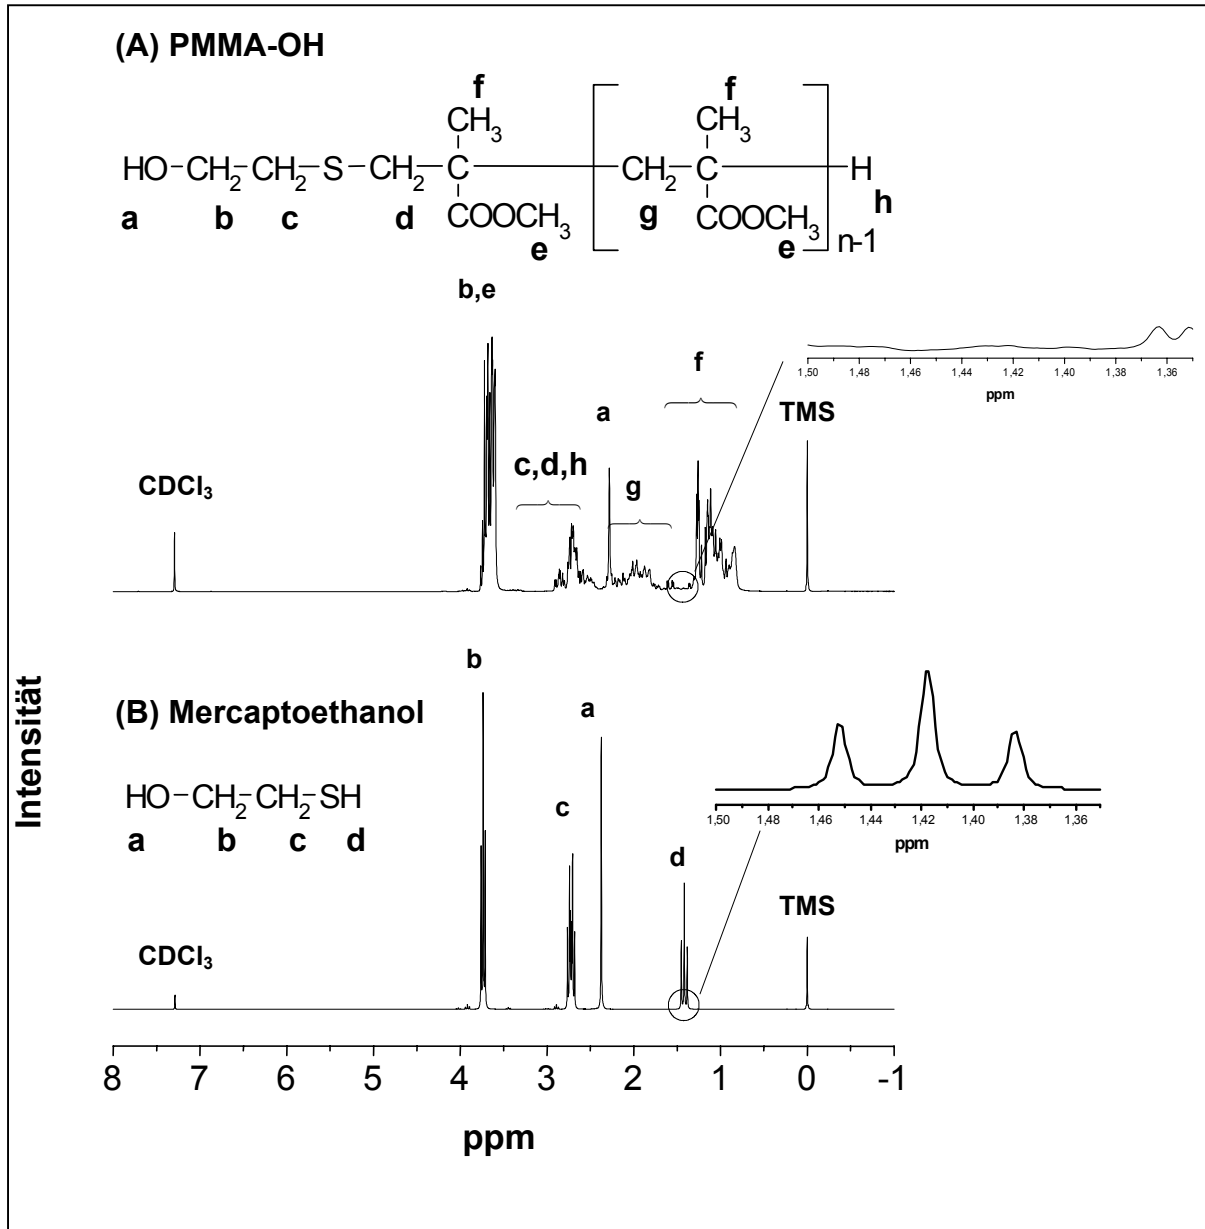 (A) PMMA-OH
f
f
CH3
CH3
HO-CH2-CH2-S-CH2-C
CH2-C
H
a
b
c
d
COOCH3
g
COOCH3
h
e
e
n-1
b,e
1,50 1,48 1,46 1,44 1,42 1,40 1,38 1,36
ppm
f
a
TMS
c,d,h
CDCl3
g
b
(B) Mercaptoethanol
a
HO-CH2-CH2-SH
a
b
c
d
c
1,50 1,48 1,46 1,44 1,42 1,40 1,38 1,36
ppm
d
TMS
CDCl3
8 7 6 5 4 3 2 1 0 -1
ppm
Intensität